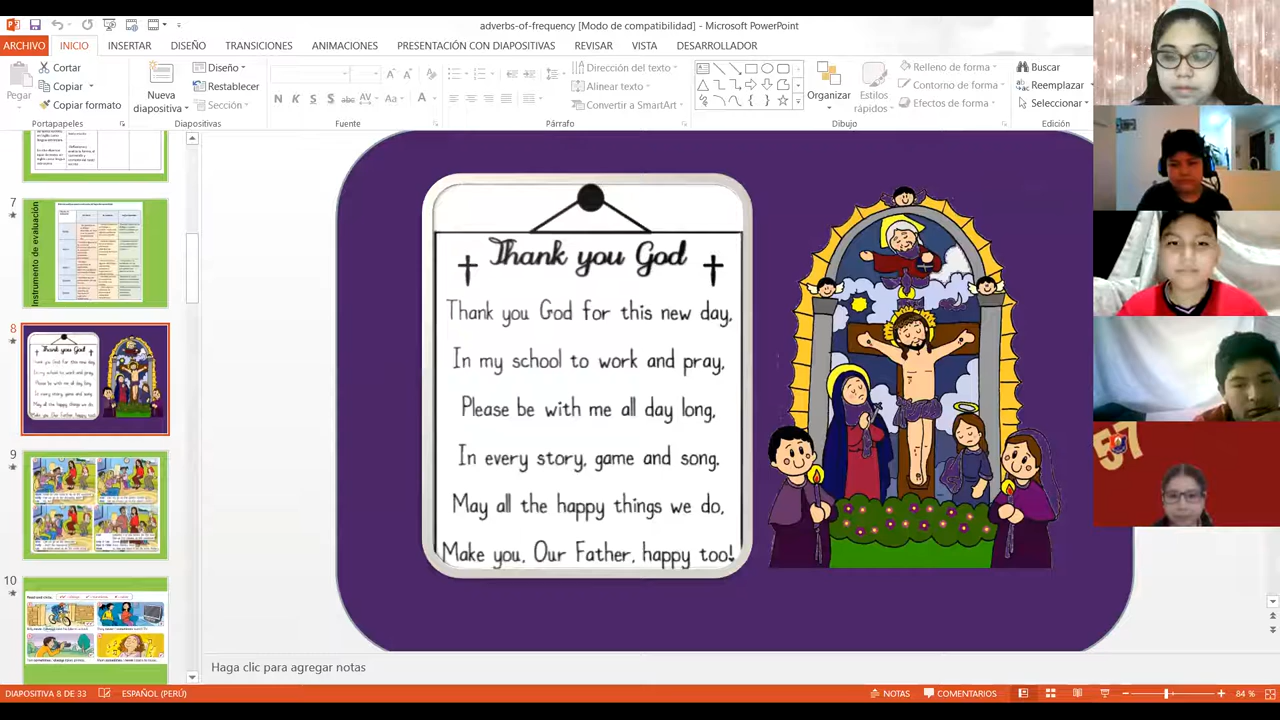 adverbs-of-frequency [Modo de compatibilidad] - Microsoft PowerPoint
ARCHIVO INICIO INSERTAR DISEÑO TRANSICIONES ANIMACIONES PRESENTACIÓN CON DIAPOSITIVAS REVISAR VISTA DESARROLLADOR
Pegar
Cortar
Copiar
Copiar formato
Portapapeles
Nueva
diapositiva
Diseño
Restablecer
Sección
Diapositivas
N K S S abc AV Aa A
Fuente
Dirección del texto
Alinear texto
Convertir a SmartArt
Párrafo
Organizar
Estilos
rápidos
Relleno de forma
Contorno de forma
Efectos de forma
Dibujo
Buscar
Reemplazar
Seleccionar
Edición
7
Instrumento de evaluación
8
9
10
Thank you God
Thank you God for this new day,
In my school to work and pray,
Please be with me all day long,
In every story, game and song.
May all the happy things we do,
Make you, Our Father, happy too!
57
Haga clic para agregar notas
DIAPOSITIVA 8 DE 33 ESPAÑOL (PERÚ) NOTAS COMENTARIOS 84 %